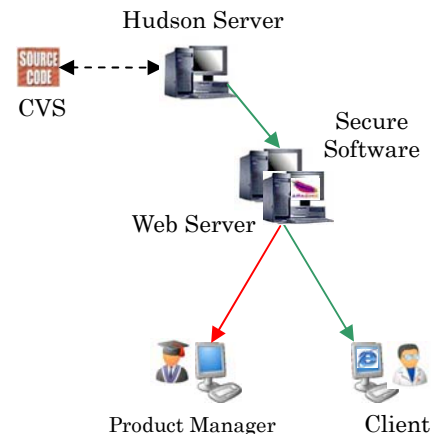 Hudson Server
SOURCE
CODE
CVS
Secure
Software
Web Server
Product Manager
Client